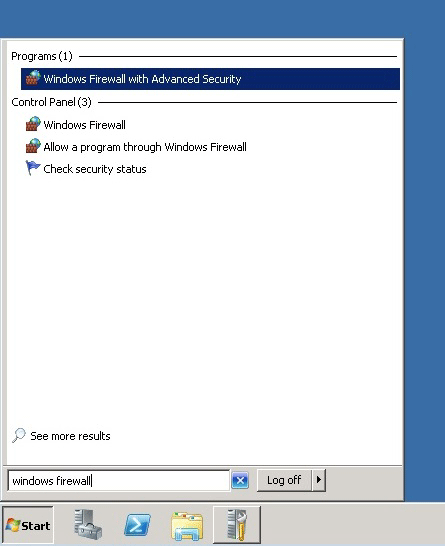 Programs (1)
Windows Firewall with Advanced Security
Control Panel (3)
Windows Firewall
Allow a program through Windows Firewall
Check security status
See more results
windows firewall
Log off
Start